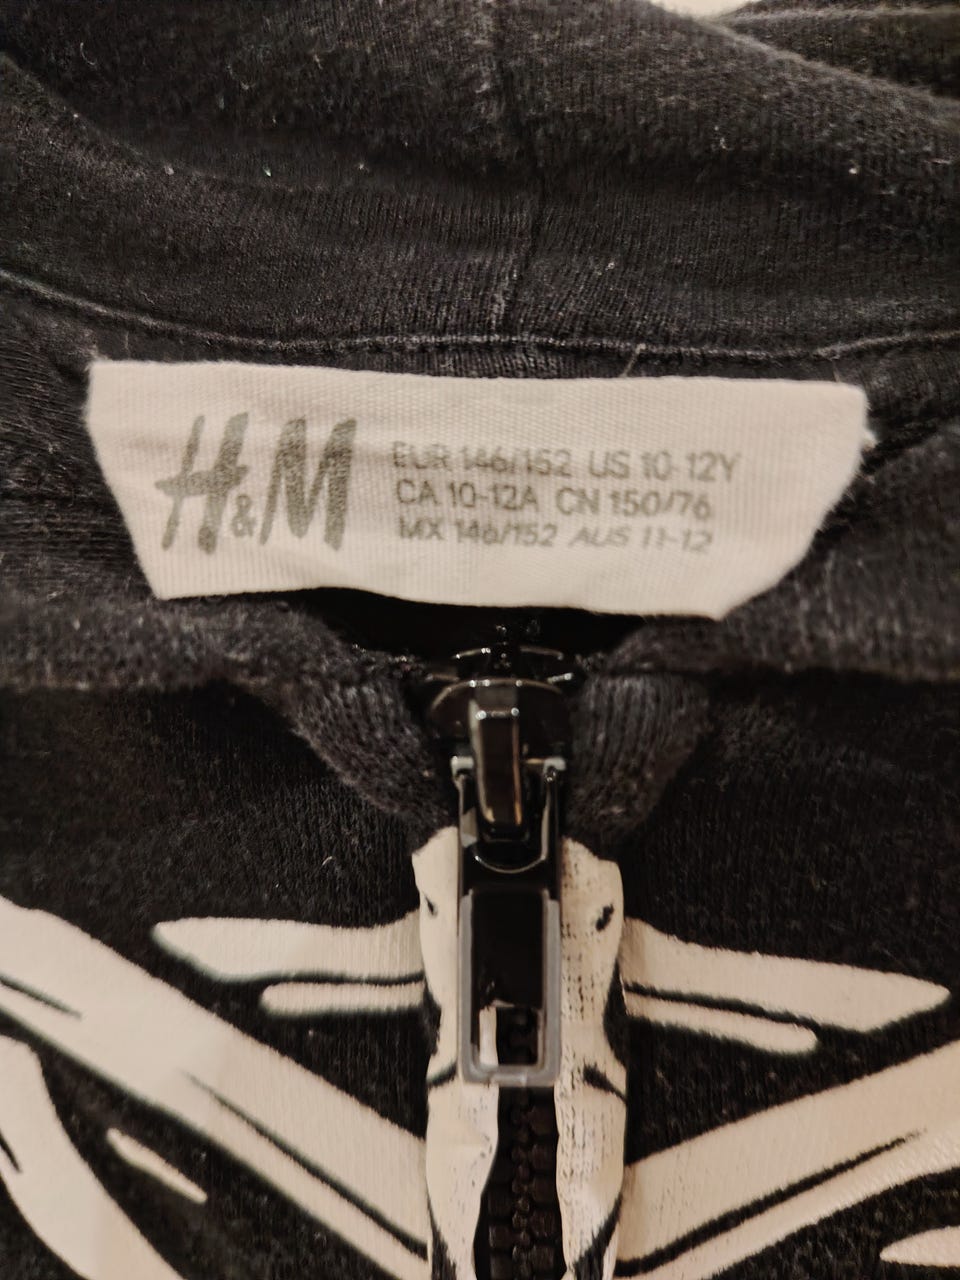 H&M
EUR 146/152 US 10-12Y
CA 10-12A CN 150/76
MX 146/152 AUS 11-12